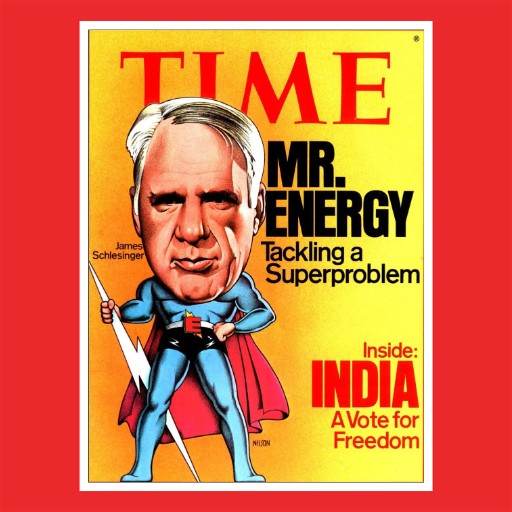 ®
TIME
MR.
ENERGY
Tackling a
Superproblem
James
Schlesinger
E
Inside:
INDIA
A Vote for
Freedom
NELSON